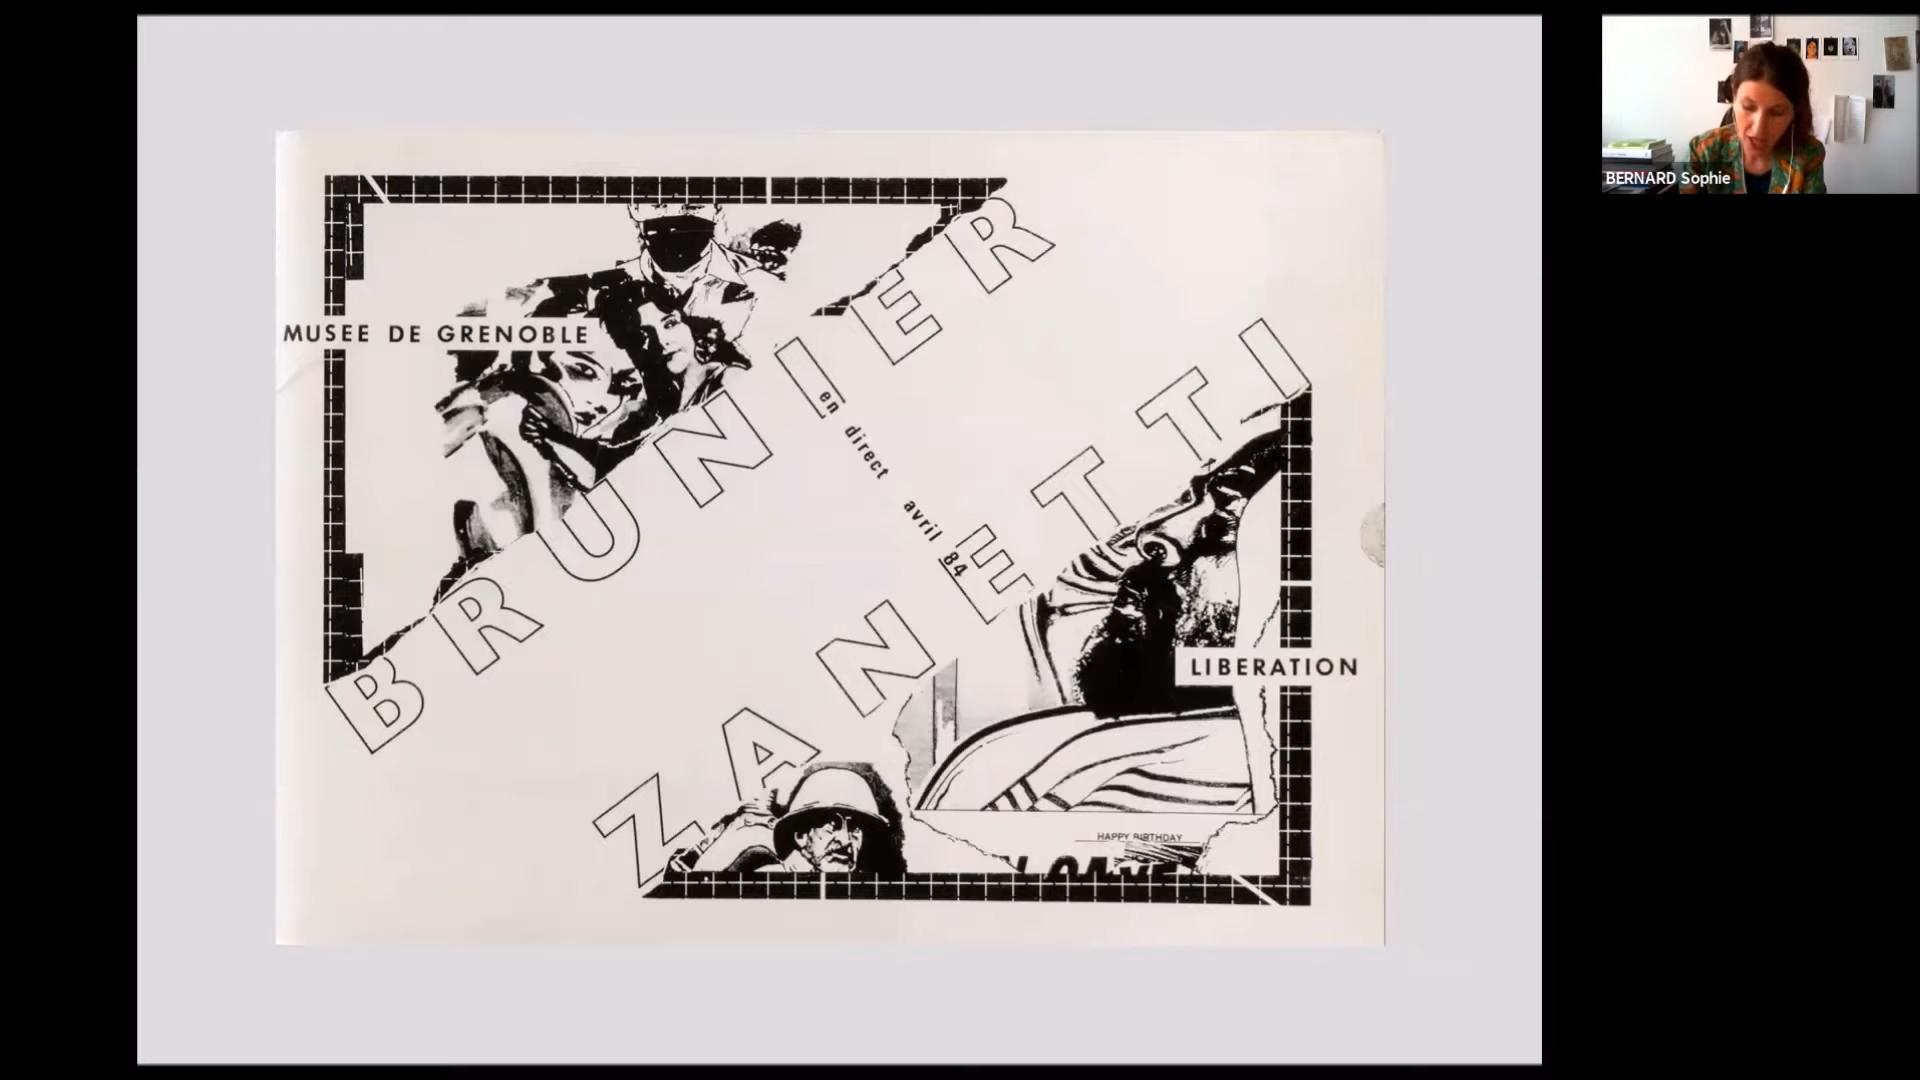 BERNARD Sophie
MUSEE DE GRENOBLE
BRUNIER
en direct avril 84
ZANETTI
LIBERATION
HAPPY BIRTHDAY